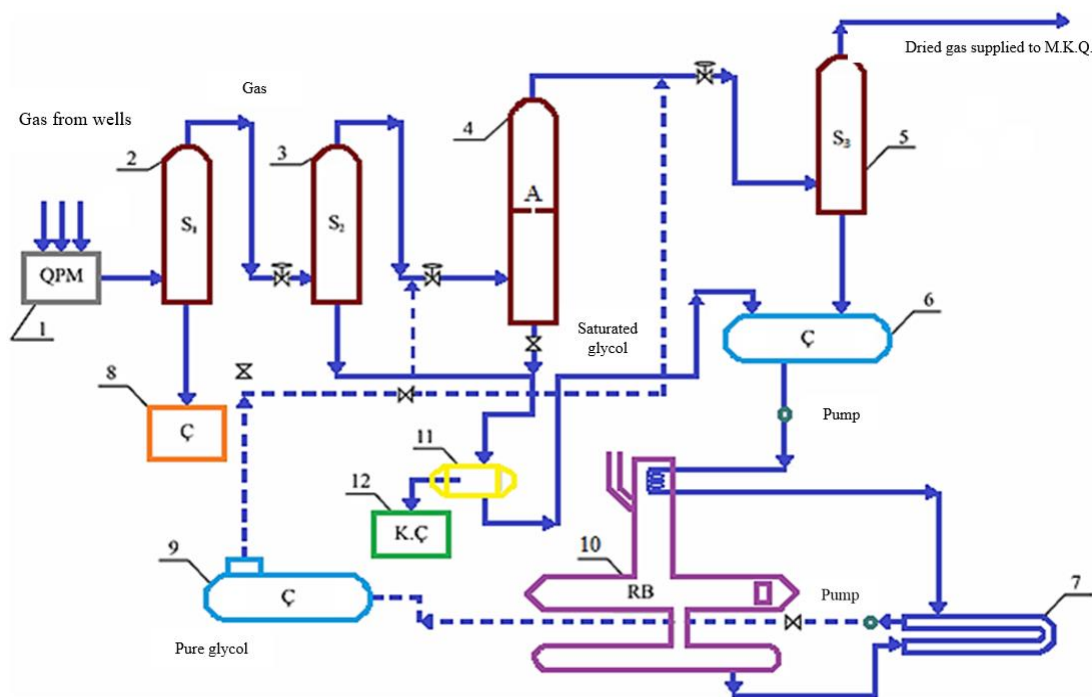 Dried gas supplied to M.K.Q.
Gas
Gas from wells
2
3
4
5
S₁
S₂
A
S₃
QPM
1
Saturated
glycol
6
Ç
8
Ç
Pump
11
12
K.Ç
9
Ç
10
RB
Pump
7
Pure glycol